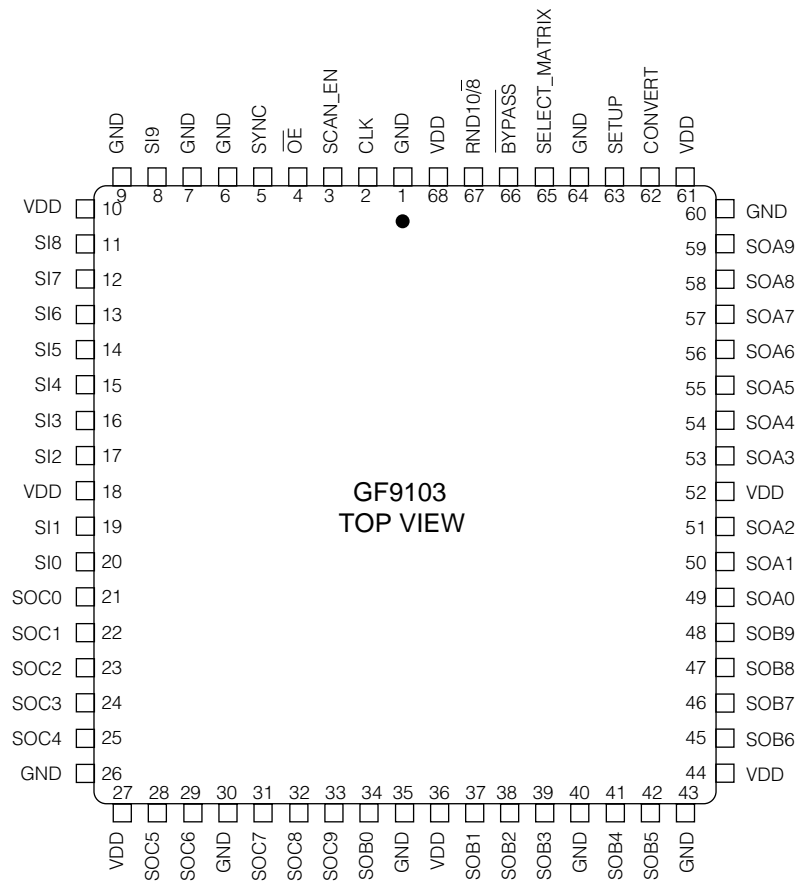 GND SI9 GND GND SYNC O̅E̅ SCAN_EN CLK GND VDD RND10/8̅ B̅Y̅P̅A̅S̅S̅ SELECT_MATRIX GND SETUP CONVERT VDD
9 8 7 6 5 4 3 2 1 68 67 66 65 64 63 62 61
VDD 10 60 GND
SI8 11 59 SOA9
SI7 12 58 SOA8
SI6 13 57 SOA7
SI5 14 56 SOA6
SI4 15 55 SOA5
SI3 16 54 SOA4
SI2 17 53 SOA3
VDD 18 GF9103 52 VDD
TOP VIEW
SI1 19 51 SOA2
SI0 20 50 SOA1
SOC0 21 49 SOA0
SOC1 22 48 SOB9
SOC2 23 47 SOB8
SOC3 24 46 SOB7
SOC4 25 45 SOB6
GND 26 44 VDD
27 28 29 30 31 32 33 34 35 36 37 38 39 40 41 42 43
VDD SOC5 SOC6 GND SOC7 SOC8 SOC9 SOB0 GND VDD SOB1 SOB2 SOB3 GND SOB4 SOB5 GND